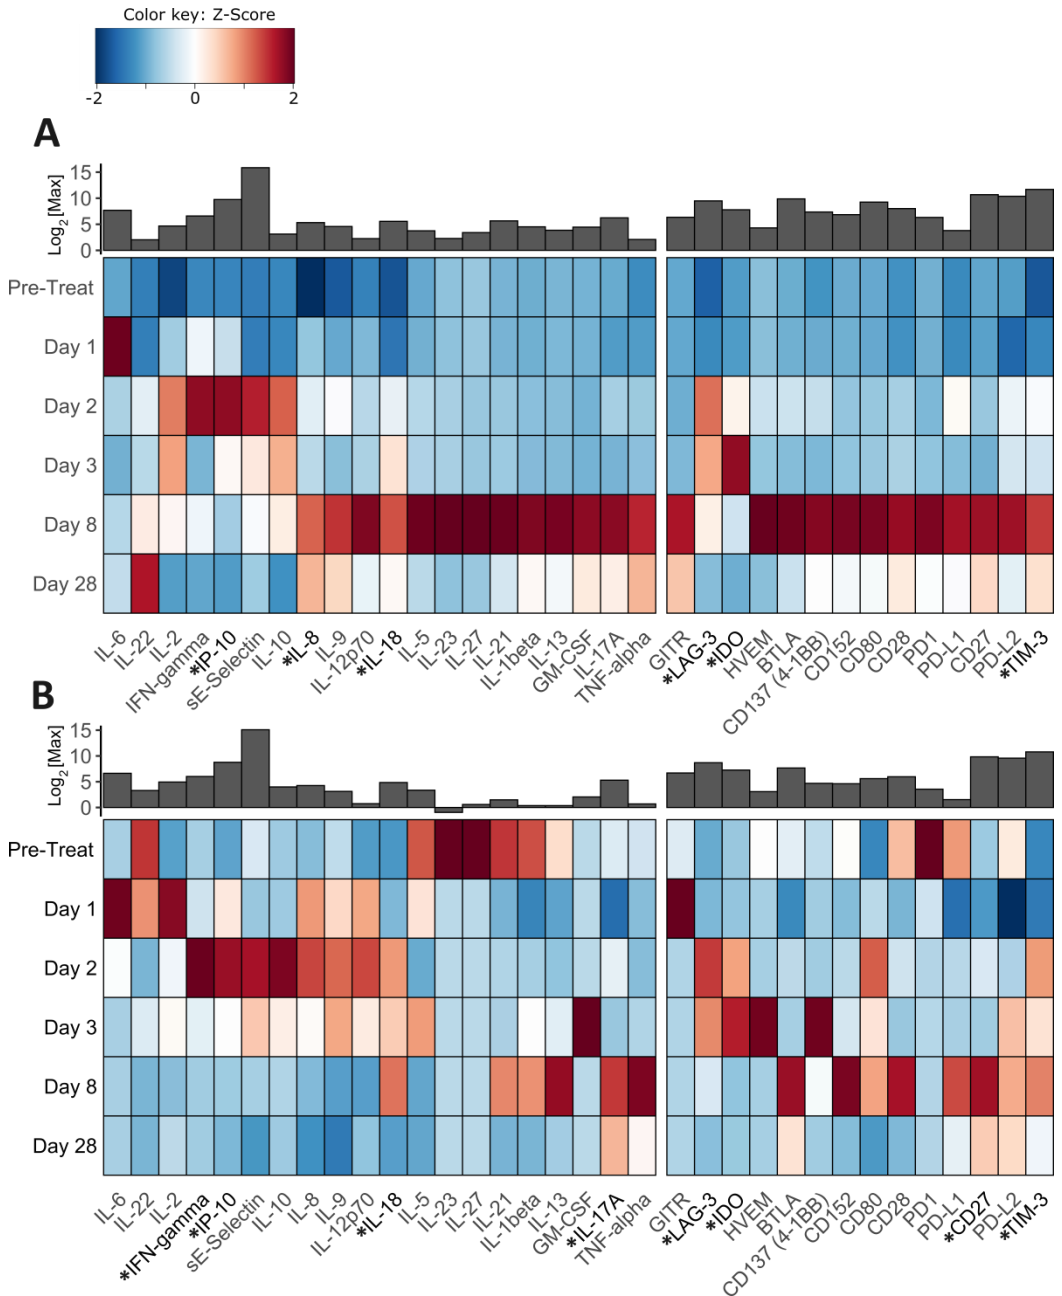 Color key: Z-Score
-2 0 2
A
Log2[Max]
15
10
5
0
Pre-Treat
Day 1
Day 2
Day 3
Day 8
Day 28
IL-6
IL-22
IL-2
IFN-gamma
*IP-10
sE-Selectin
IL-10
*IL-8
IL-9
IL-12p70
*IL-18
IL-5
IL-23
IL-27
IL-21
IL-1beta
IL-13
GM-CSF
IL-17A
TNF-alpha
GITR
*LAG-3
*IDO
HVEM
BTLA
CD137 (4-1BB)
CD152
CD80
CD28
PD1
PD-L1
CD27
PD-L2
*TIM-3
B
Log2[Max]
15
10
5
0
Pre-Treat
Day 1
Day 2
Day 3
Day 8
Day 28
IL-6
IL-22
IL-2
*IFN-gamma
*IP-10
sE-Selectin
IL-10
IL-8
IL-9
IL-12p70
*IL-18
IL-5
IL-23
IL-27
IL-21
IL-1beta
IL-13
GM-CSF
*IL-17A
TNF-alpha
GITR
*LAG-3
*IDO
HVEM
BTLA
CD137 (4-1BB)
CD152
CD80
CD28
PD1
PD-L1
*CD27
PD-L2
*TIM-3